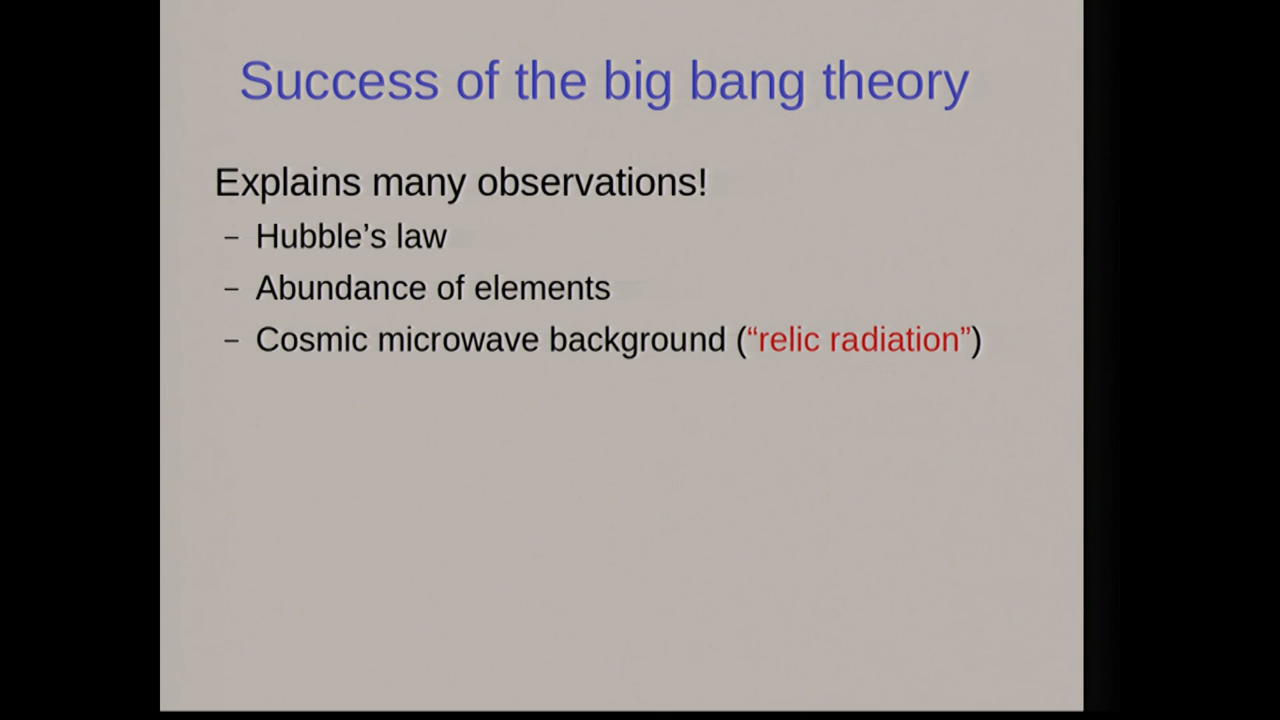 Success of the big bang theory
Explains many observations!
– Hubble’s law
– Abundance of elements
– Cosmic microwave background (“relic radiation”)